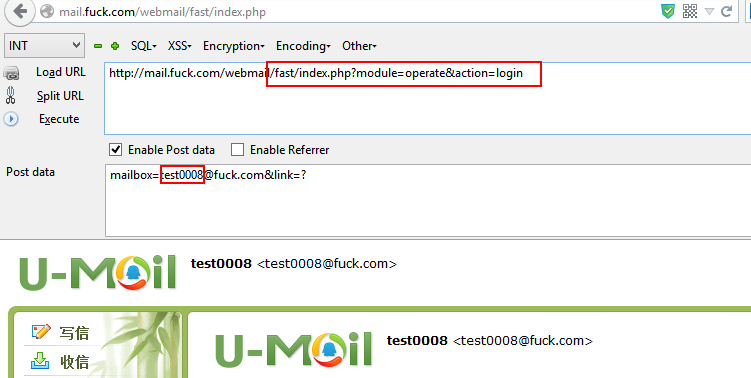 mail.fuck.com/webmail/fast/index.php
INT SQL XSS Encryption Encoding Other
Load URL http://mail.fuck.com/webmail/fast/index.php?module=operate&action=login
Split URL
Execute
Enable Post data Enable Referrer
Post data mailbox=test0008@fuck.com&link=?
U-Mail test0008 <test0008@fuck.com>
写信
收信
U-Mail test0008 <test0008@fuck.com>